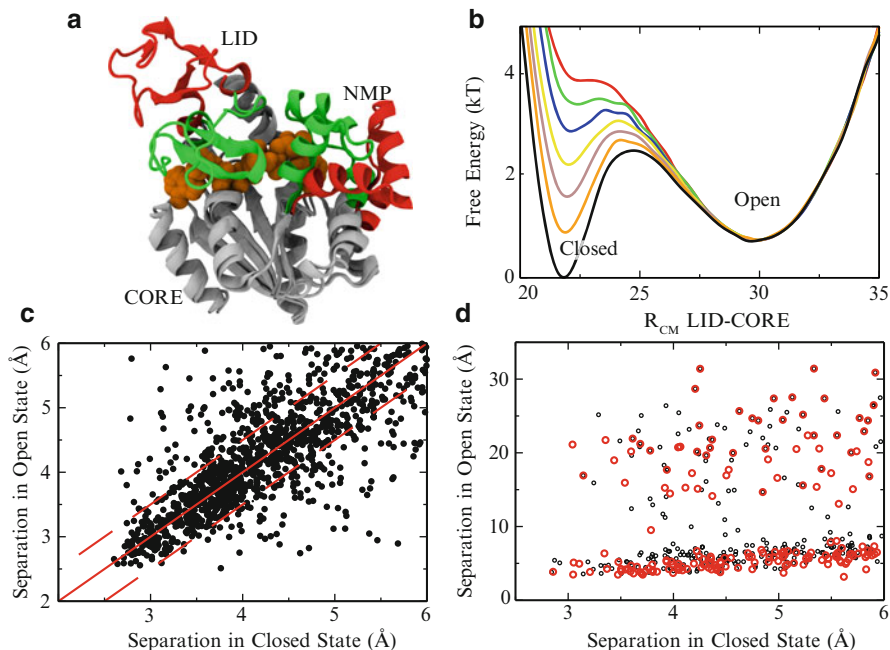 a
LID
NMP
CORE
b
Free Energy (kT)
4
2
0
Closed
Open
20
25
30
35
R_CM LID-CORE
c
Separation in Open State (Å)
6
5
4
3
2
3
4
5
6
Separation in Closed State (Å)
d
Separation in Open State (Å)
30
20
10
0
3
4
5
6
Separation in Closed State (Å)